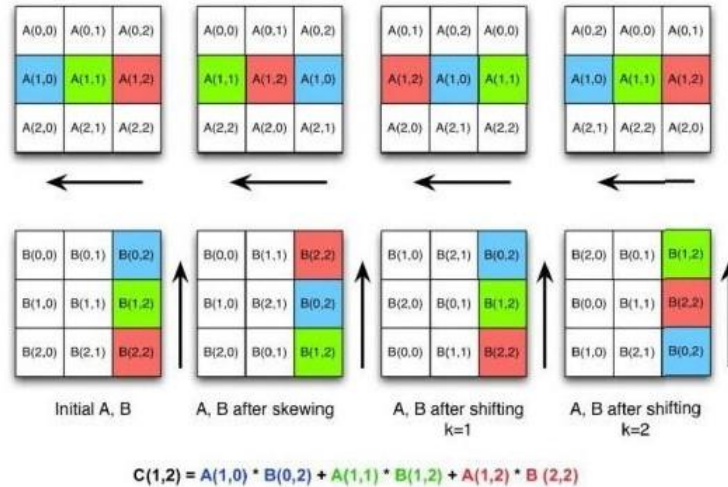 A(0,0) A(0,1) A(0,2) A(0,0) A(0,1) A(0,2) A(0,1) A(0,2) A(0,0) A(0,2) A(0,0) A(0,1)
A(1,0) A(1,1) A(1,2) A(1,1) A(1,2) A(1,0) A(1,2) A(1,0) A(1,1) A(1,0) A(1,1) A(1,2)
A(2,0) A(2,1) A(2,2) A(2,2) A(2,0) A(2,1) A(2,0) A(2,1) A(2,2) A(2,1) A(2,2) A(2,0)
B(0,0) B(0,1) B(0,2) B(0,0) B(1,1) B(2,2) B(1,0) B(2,1) B(0,2) B(2,0) B(0,1) B(1,2)
B(1,0) B(1,1) B(1,2) B(1,0) B(2,1) B(0,2) B(2,0) B(0,1) B(1,2) B(0,0) B(1,1) B(2,2)
B(2,0) B(2,1) B(2,2) B(2,0) B(0,1) B(1,2) B(0,0) B(1,1) B(2,2) B(1,0) B(2,1) B(0,2)
Initial A, B A, B after skewing A, B after shifting A, B after shifting
k=1 k=2
C(1,2) = A(1,0) * B(0,2) + A(1,1) * B(1,2) + A(1,2) * B (2,2)